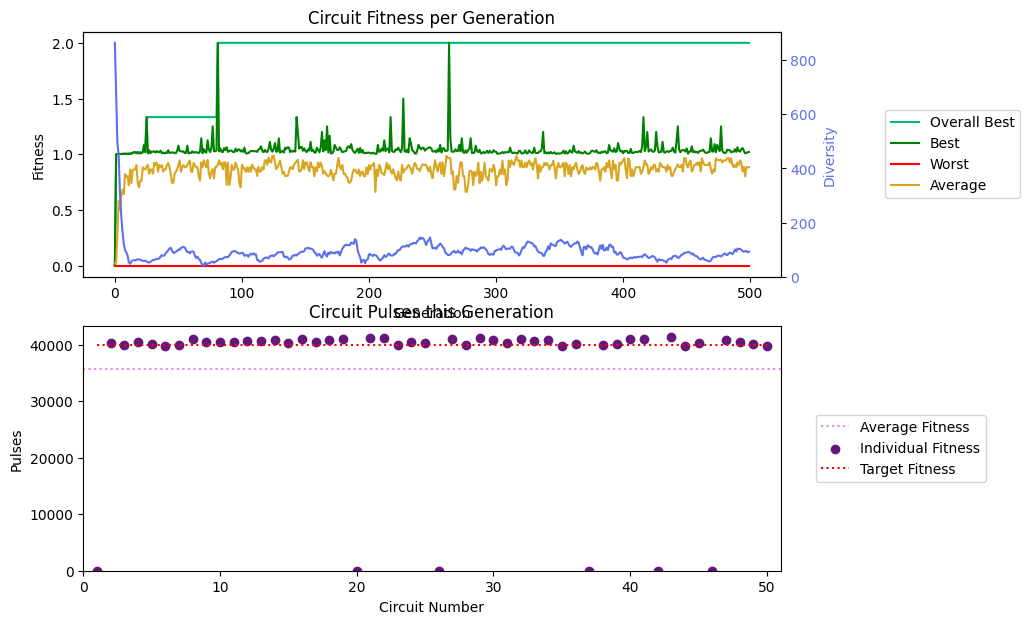 Circuit Fitness per Generation
2.0
1.5
1.0
0.5
0.0
Fitness
800
600
400
200
0
Diversity
0
100
200
300
400
500
Generation
Overall Best
Best
Worst
Average
Circuit Pulses this Generation
40000
30000
20000
10000
0
Pulses
0
10
20
30
40
50
Circuit Number
Average Fitness
Individual Fitness
Target Fitness